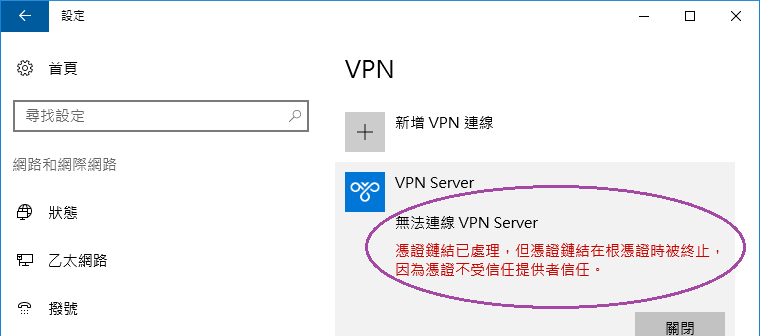 設定
首頁
VPN
尋找設定
新增 VPN 連線
網路和網際網路
VPN Server
狀態
無法連線 VPN Server
憑證鏈結已處理，但憑證鏈結在根憑證時被終止，
因為憑證不受信任提供者信任。
乙太網路
撥號
關閉